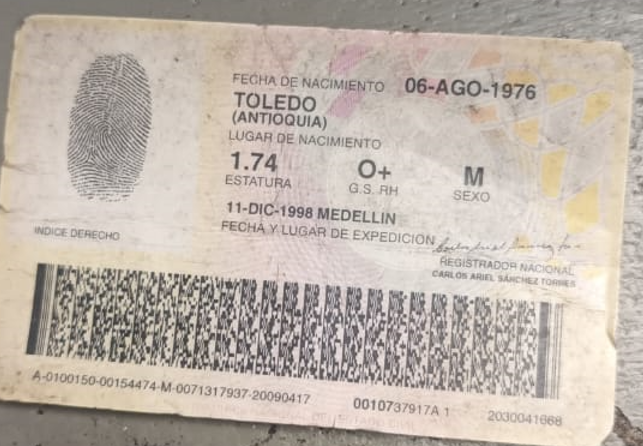 FECHA DE NACIMIENTO 06-AGO-1976
TOLEDO
(ANTIOQUIA)
LUGAR DE NACIMIENTO
1.74 O+ M
ESTATURA G.S. RH SEXO
11-DIC-1998 MEDELLIN
FECHA Y LUGAR DE EXPEDICION
INDICE DERECHO
REGISTRADOR NACIONAL
CARLOS ARIEL SÁNCHEZ TORRES
A-0100150-00154474-M-0071317937-20090417 0010737917A 1 2030041668